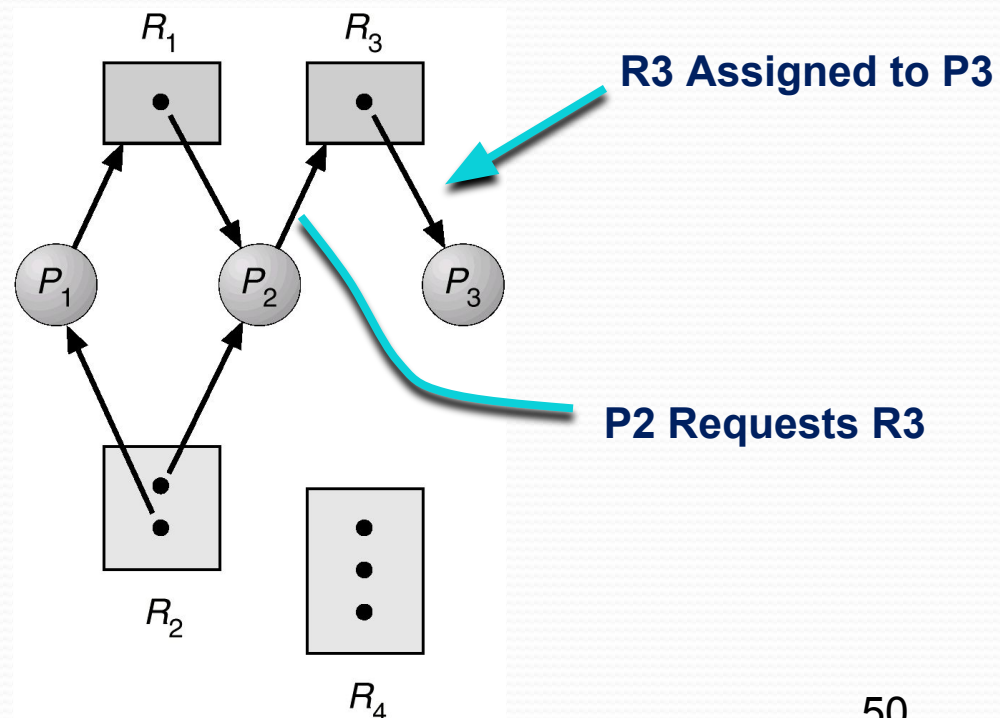 R1
R3
R3 Assigned to P3
P1
P2
P3
P2 Requests R3
R2
R4
50